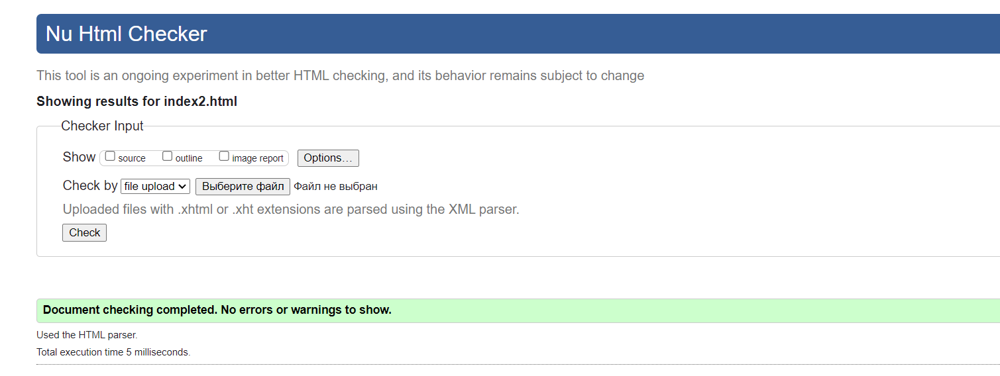 Nu Html Checker
This tool is an ongoing experiment in better HTML checking, and its behavior remains subject to change
Showing results for index2.html
Checker Input
Show source outline image report Options...
Check by file upload Выберите файл Файл не выбран
Uploaded files with .xhtml or .xht extensions are parsed using the XML parser.
Check
Document checking completed. No errors or warnings to show.
Used the HTML parser.
Total execution time 5 milliseconds.